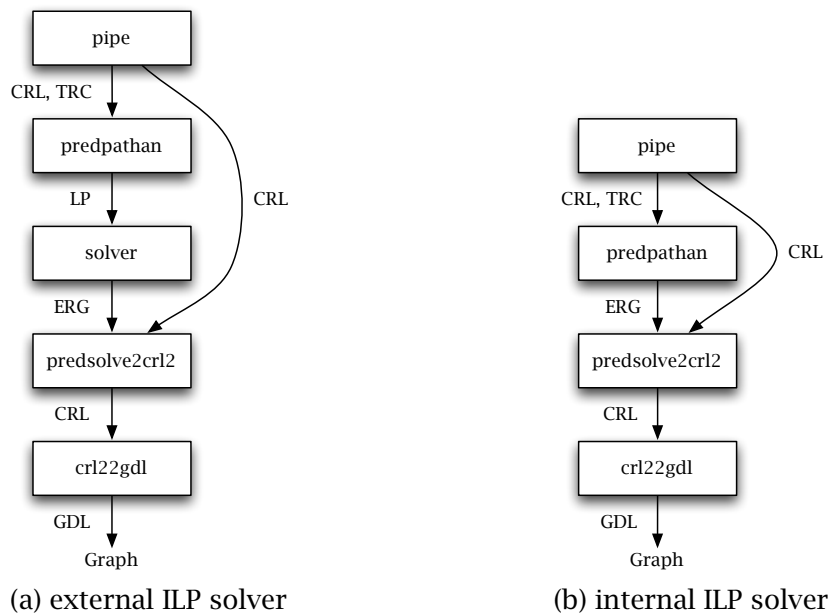 pipe
CRL, TRC
predpathan
LP
CRL
solver
ERG
predsolve2crl2
CRL
crl22gdl
GDL
Graph
(a) external ILP solver
pipe
CRL, TRC
CRL
predpathan
ERG
predsolve2crl2
CRL
crl22gdl
GDL
Graph
(b) internal ILP solver